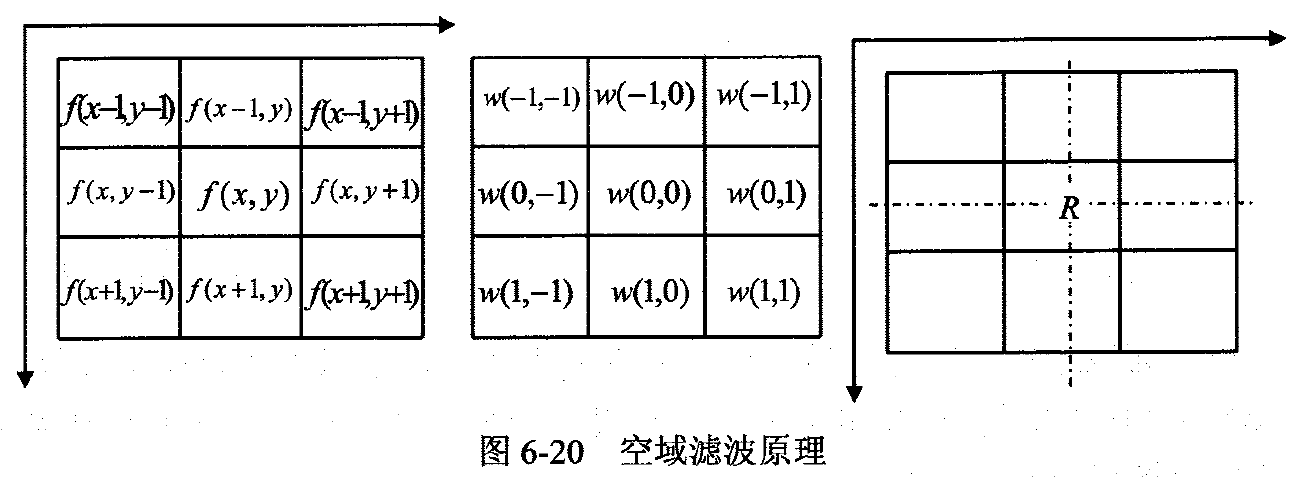 f(x−1,y−1) f(x−1,y) f(x−1,y+1) w(−1,−1) w(−1,0) w(−1,1)
f(x,y−1) f(x,y) f(x,y+1) w(0,−1) w(0,0) w(0,1) R
f(x+1,y−1) f(x+1,y) f(x+1,y+1) w(1,−1) w(1,0) w(1,1)
图 6-20 空域滤波原理